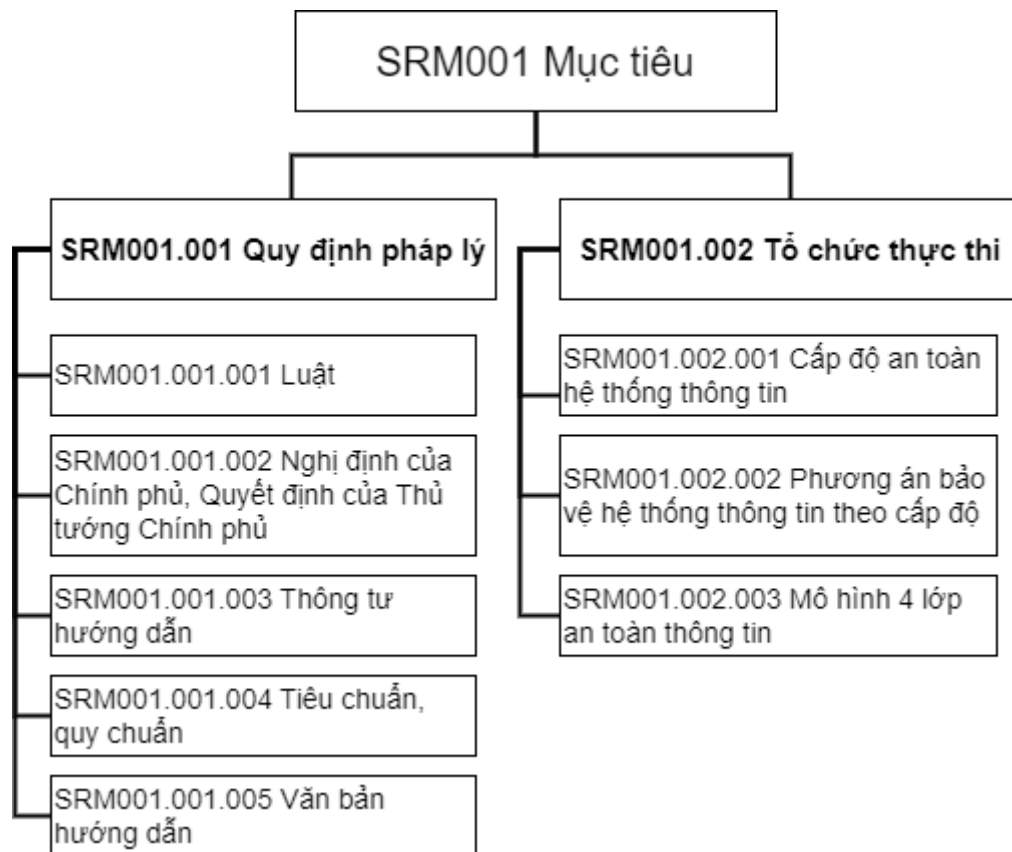 SRM001 Mục tiêu
SRM001.001 Quy định pháp lý
SRM001.001.001 Luật
SRM001.001.002 Nghị định của
Chính phủ, Quyết định của Thủ
tướng Chính phủ
SRM001.001.003 Thông tư
hướng dẫn
SRM001.001.004 Tiêu chuẩn,
quy chuẩn
SRM001.001.005 Văn bản
hướng dẫn
SRM001.002 Tổ chức thực thi
SRM001.002.001 Cấp độ an toàn
hệ thống thông tin
SRM001.002.002 Phương án bảo
vệ hệ thống thông tin theo cấp độ
SRM001.002.003 Mô hình 4 lớp
an toàn thông tin